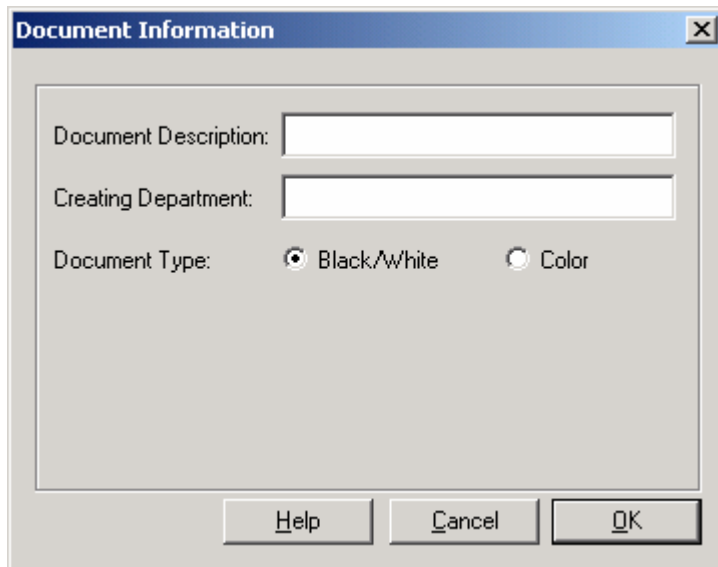 Document Information
Document Description:
Creating Department:
Document Type: Black/White Color
Help Cancel OK